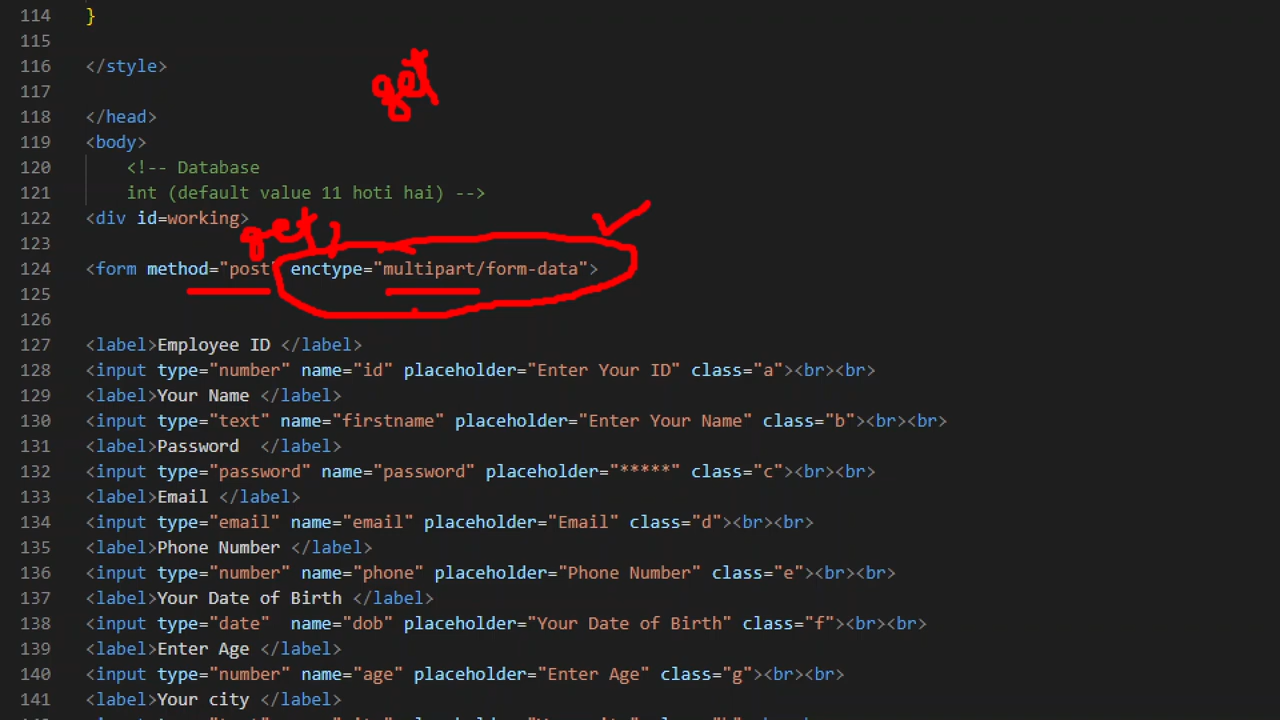 114 }
115
116 </style>
get
117
118 </head>
119 <body>
120 <!-- Database
121 int (default value 11 hoti hai) -->
122 <div id=working>
get,
123
124 <form method="post" enctype="multipart/form-data">
125
126
127 <label>Employee ID </label>
128 <input type="number" name="id" placeholder="Enter Your ID" class="a"><br><br>
129 <label>Your Name </label>
130 <input type="text" name="firstname" placeholder="Enter Your Name" class="b"><br><br>
131 <label>Password  </label>
132 <input type="password" name="password" placeholder="*****" class="c"><br><br>
133 <label>Email </label>
134 <input type="email" name="email" placeholder="Email" class="d"><br><br>
135 <label>Phone Number </label>
136 <input type="number" name="phone" placeholder="Phone Number" class="e"><br><br>
137 <label>Your Date of Birth </label>
138 <input type="date"  name="dob" placeholder="Your Date of Birth" class="f"><br><br>
139 <label>Enter Age </label>
140 <input type="number" name="age" placeholder="Enter Age" class="g"><br><br>
141 <label>Your city </label>